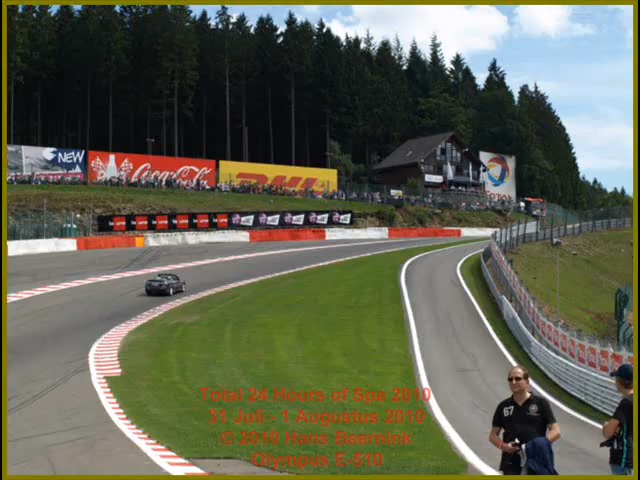 NEW
Coca-Cola
DHL
Total 24 Hours of Spa 2010
31 Juli - 1 Augustus 2010
© 2010 Hans Beernink
Olympus E-510
67